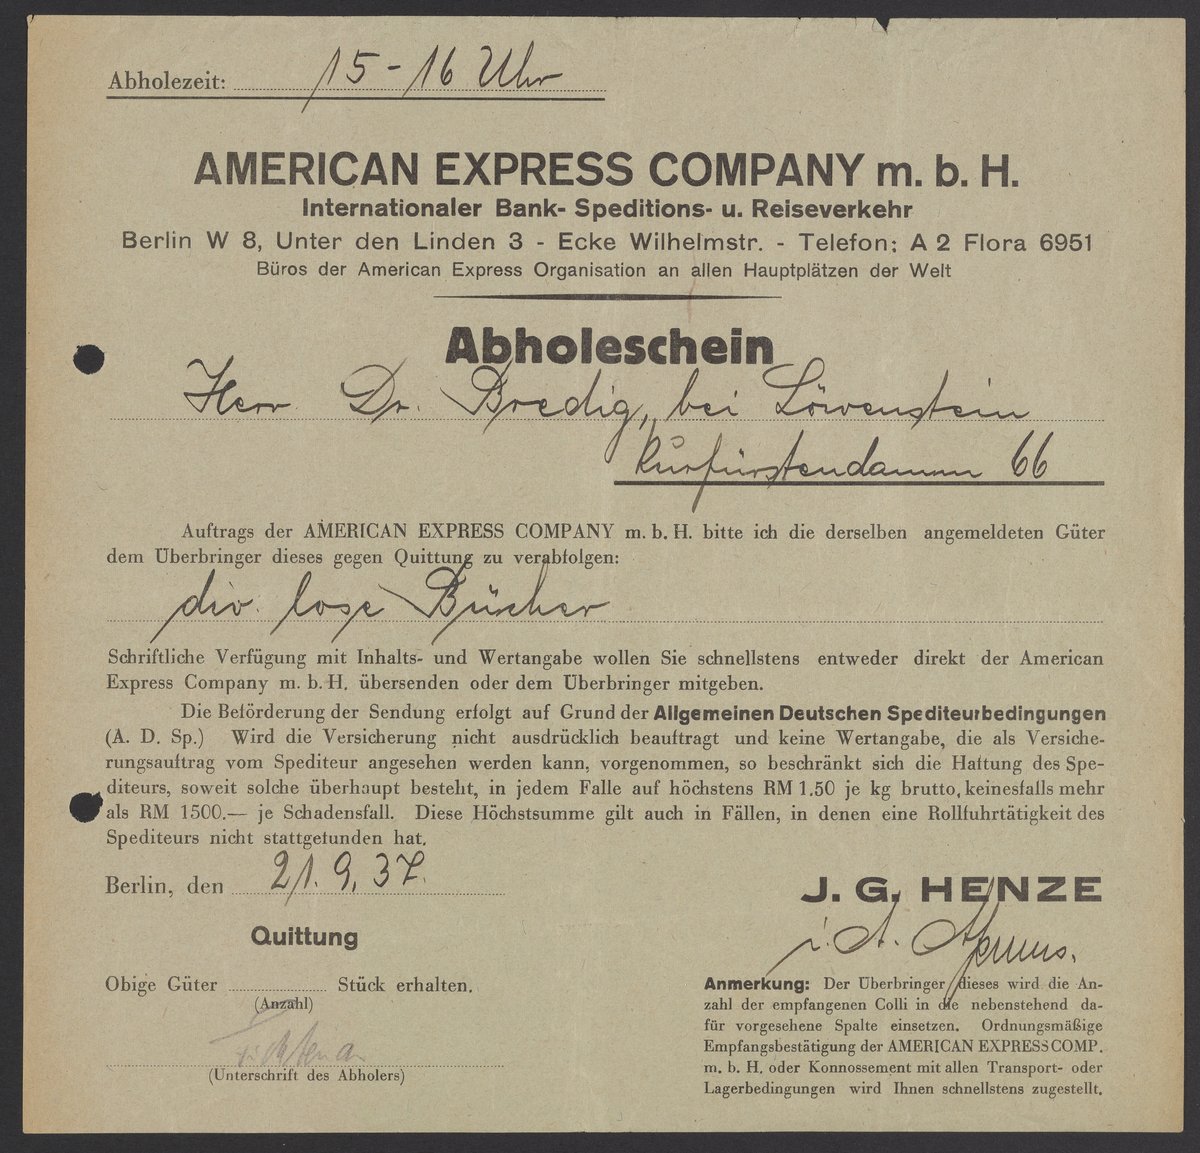 Abholezeit: 15-16 Uhr
AMERICAN EXPRESS COMPANY m. b. H.
Internationaler Bank- Speditions- u. Reiseverkehr
Berlin W 8, Unter den Linden 3 - Ecke Wilhelmstr. - Telefon: A 2 Flora 6951
Büros der American Express Organisation an allen Hauptplätzen der Welt
Abholeschein
Herr Dr. Bredig, bei Löwenstein
Kurfürstendamm 66
Auftrags der AMERICAN EXPRESS COMPANY m. b. H. bitte ich die derselben angemeldeten Güter
dem Überbringer dieses gegen Quittung zu verabfolgen:
div. lose Bücher
Schriftliche Verfügung mit Inhalts- und Wertangabe wollen Sie schnellstens entweder direkt der American
Express Company m. b. H. übersenden oder dem Überbringer mitgeben.
Die Beförderung der Sendung erfolgt auf Grund der Allgemeinen Deutschen Spediteurbedingungen
(A. D. Sp.) Wird die Versicherung nicht ausdrücklich beauftragt und keine Wertangabe, die als Versiche-
rungsauftrag vom Spediteur angesehen werden kann, vorgenommen, so beschränkt sich die Haftung des Spe-
diteurs, soweit solche überhaupt besteht, in jedem Falle auf höchstens RM 1.50 je kg brutto, keinesfalls mehr
als RM 1500.— je Schadensfall. Diese Höchstsumme gilt auch in Fällen, in denen eine Rollfuhrtätigkeit des
Spediteurs nicht stattgefunden hat.
Berlin, den 21. 9. 37.
J. G. HENZE
i. A.
Quittung
Obige Güter Stück erhalten.
(Anzahl)
(Unterschrift des Abholers)
Anmerkung: Der Überbringer dieses wird die An-
zahl der empfangenen Colli in die nebenstehend da-
für vorgesehene Spalte einsetzen. Ordnungsmäßige
Empfangsbestätigung der AMERICAN EXPRESS COMP.
m. b. H. oder Konnossement mit allen Transport- oder
Lagerbedingungen wird Ihnen schnellstens zugestellt.